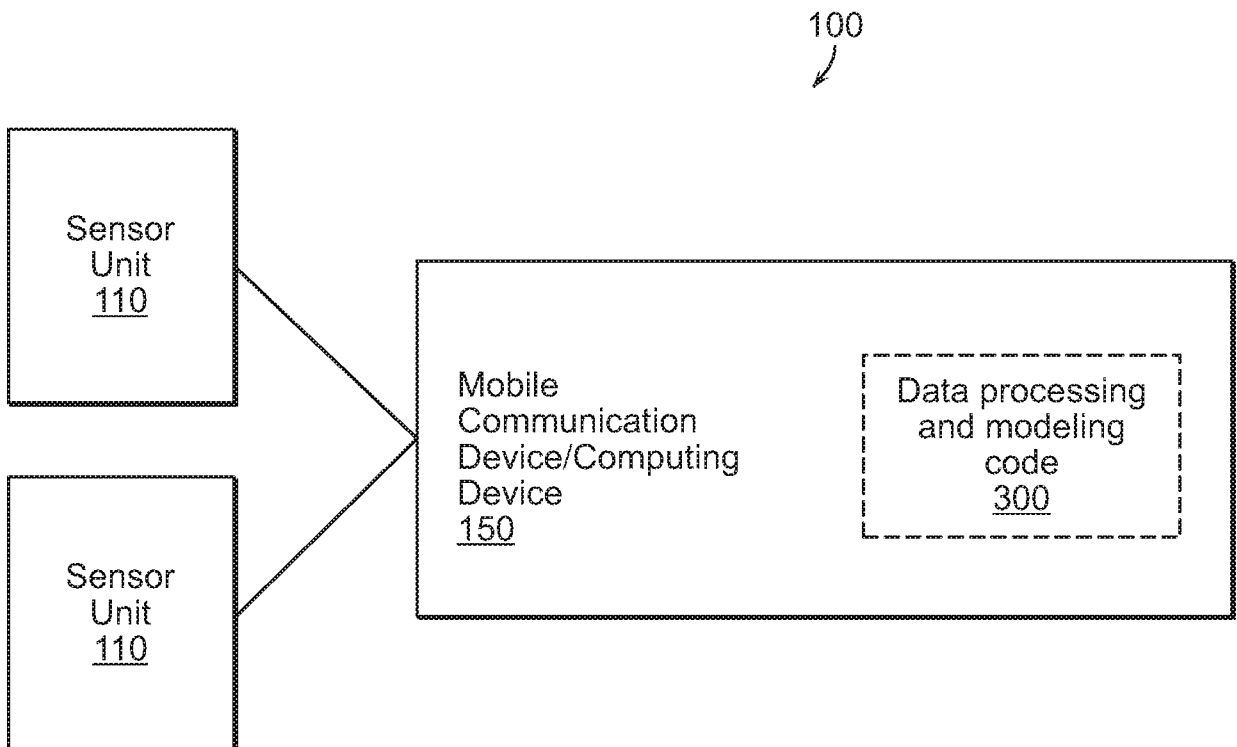 100
Sensor
Unit
110
Mobile
Communication
Device/Computing
Device
150
Data processing
and modeling
code
300
Sensor
Unit
110